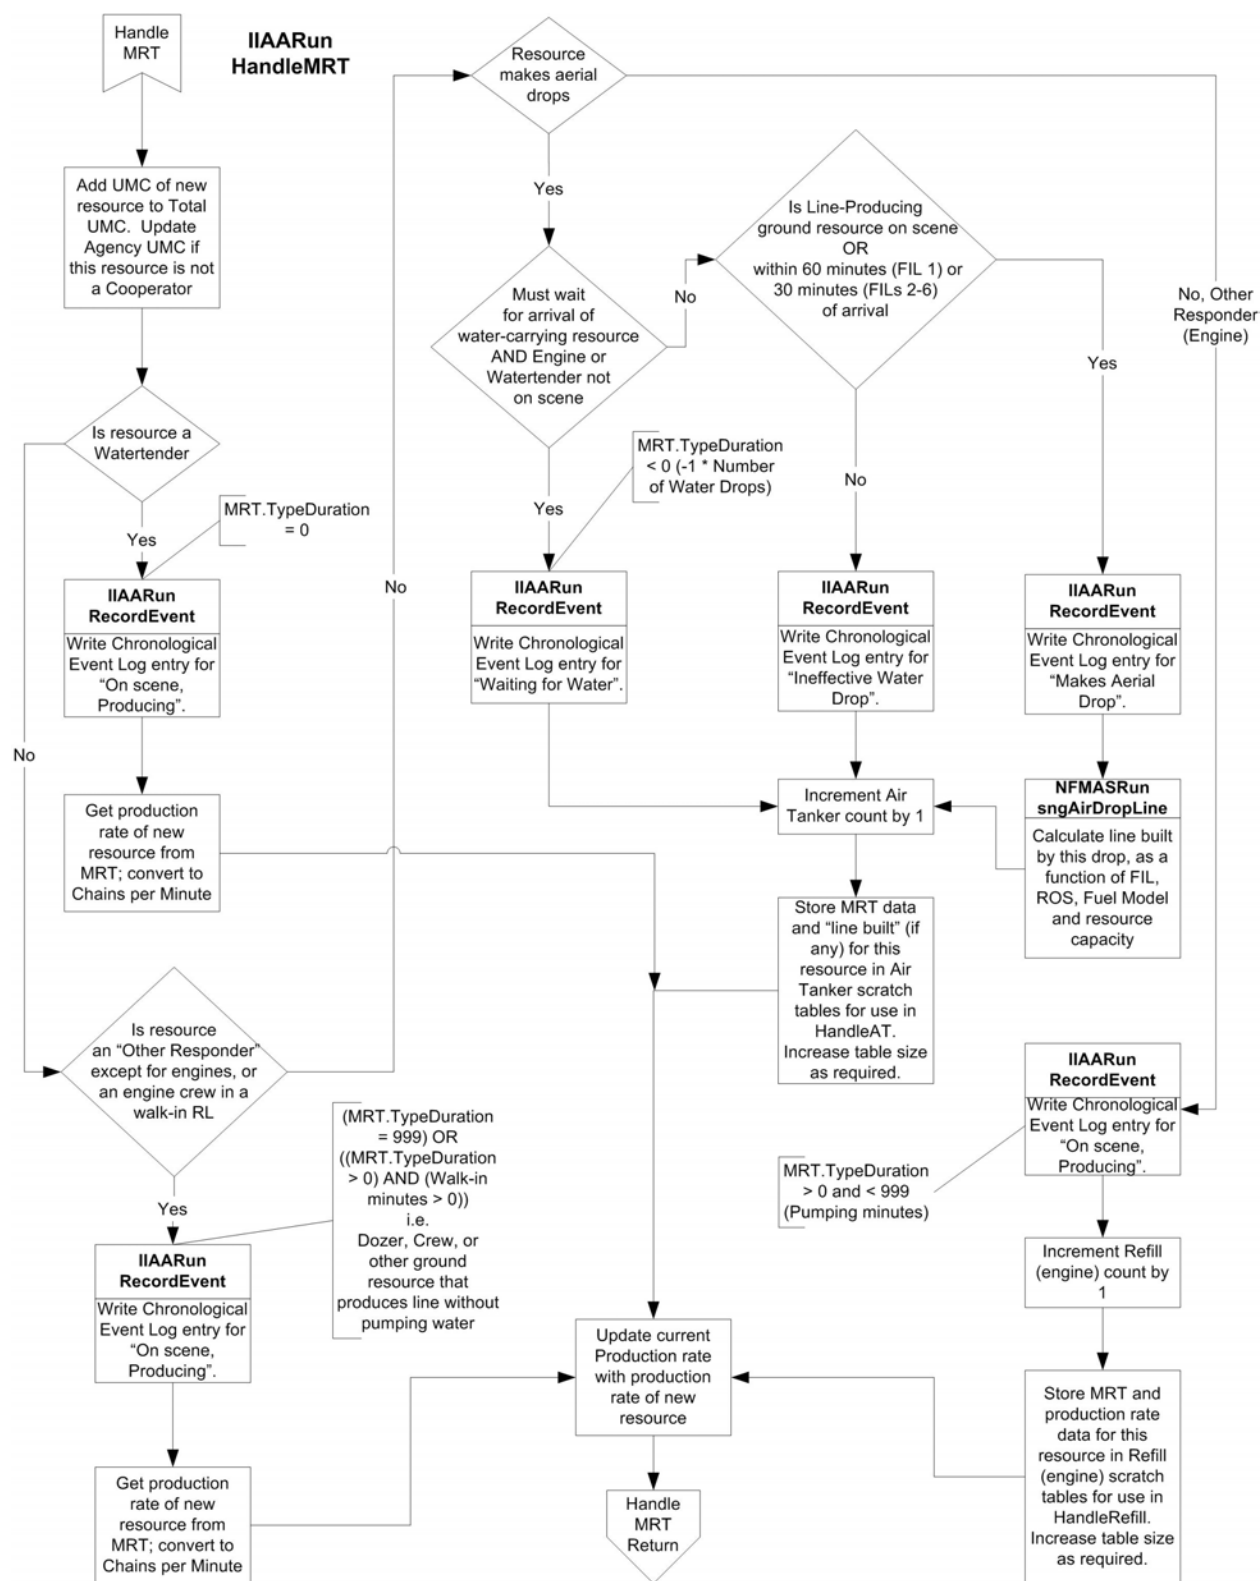 Handle
MRT
IIAARun
HandleMRT
Add UMC of new
resource to Total
UMC. Update
Agency UMC if
this resource is not
a Cooperator
Is resource a
Watertender
Yes
MRT.TypeDuration
= 0
IIAARun
RecordEvent
Write Chronological
Event Log entry for
“On scene,
Producing”.
No
Get production
rate of new
resource from
MRT; convert to
Chains per Minute
Is resource
an “Other Responder”
except for engines, or
an engine crew in a
walk-in RL
No
Yes
(MRT.TypeDuration
= 999) OR
((MRT.TypeDuration
> 0) AND (Walk-in
minutes > 0))
i.e.
Dozer, Crew, or
other ground
resource that
produces line without
pumping water
IIAARun
RecordEvent
Write Chronological
Event Log entry for
“On scene,
Producing”.
Get production
rate of new
resource from
MRT; convert to
Chains per Minute
Resource
makes aerial
drops
Yes
No, Other
Responder
(Engine)
Must wait
for arrival of
water-carrying resource
AND Engine or
Watertender not
on scene
No
Yes
MRT.TypeDuration
< 0 (-1 * Number
of Water Drops)
IIAARun
RecordEvent
Write Chronological
Event Log entry for
“Waiting for Water”.
Is Line-Producing
ground resource on scene
OR
within 60 minutes (FIL 1) or
30 minutes (FILs 2-6)
of arrival
No
Yes
IIAARun
RecordEvent
Write Chronological
Event Log entry for
“Ineffective Water
Drop”.
IIAARun
RecordEvent
Write Chronological
Event Log entry for
“Makes Aerial
Drop”.
Increment Air
Tanker count by 1
NFMASRun
sngAirDropLine
Calculate line built
by this drop, as a
function of FIL,
ROS, Fuel Model
and resource
capacity
Store MRT data
and “line built” (if
any) for this
resource in Air
Tanker scratch
tables for use in
HandleAT.
Increase table size
as required.
IIAARun
RecordEvent
Write Chronological
Event Log entry for
“On scene,
Producing”.
MRT.TypeDuration
> 0 and < 999
(Pumping minutes)
Increment Refill
(engine) count by
1
Store MRT and
production rate
data for this
resource in Refill
(engine) scratch
tables for use in
HandleRefill.
Increase table size
as required.
Update current
Production rate
with production
rate of new
resource
Handle
MRT
Return